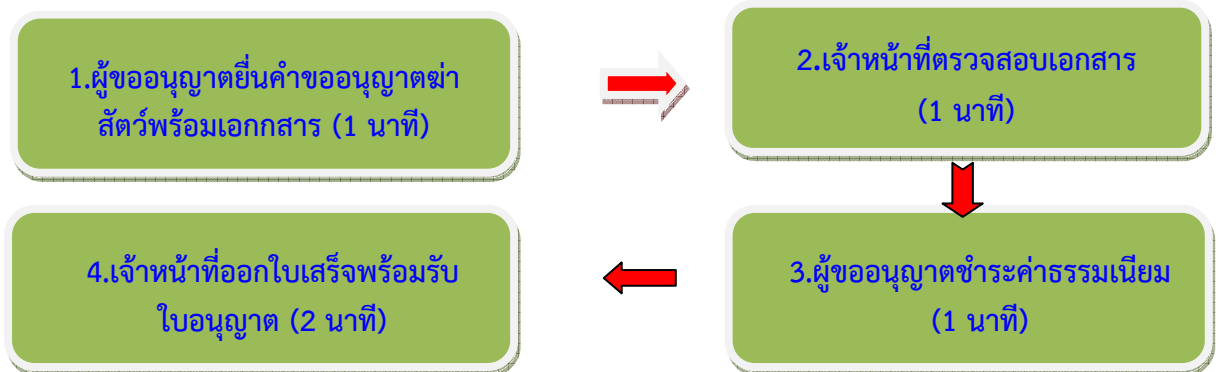 1.ผู้ขออนุญาตยื่นคำขออนุญาตฆ่า
สัตว์พร้อมเอกกสาร (1 นาที)
2.เจ้าหน้าที่ตรวจสอบเอกสาร
(1 นาที)
3.ผู้ขออนุญาตชำระค่าธรรมเนียม
(1 นาที)
4.เจ้าหน้าที่ออกใบเสร็จพร้อมรับ
ใบอนุญาต (2 นาที)